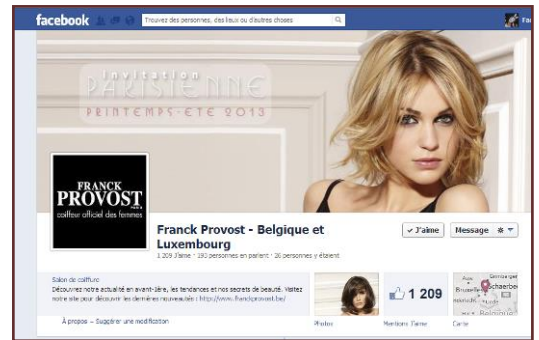 facebook
Trouvez des personnes, des lieux ou d'autres choses
invitation
PARISIENNE
PRINTEMPS-ETE 2013
FRANCK
PROVOST
PARIS
coiffeur officiel des femmes
Franck Provost - Belgique et
Luxembourg
J'aime
Message
1 209 J'aime · 193 personnes en parlent · 26 personnes y étaient
Salon de coiffure
Découvrez notre actualité en avant-1ère, les tendances et nos secrets de beauté. Visitez
notre site pour découvrir les dernières nouveautés : http://www.franckprovost.be/
À propos – Suggérer une modification
1 209
Photos
Mentions J'aime
Carte